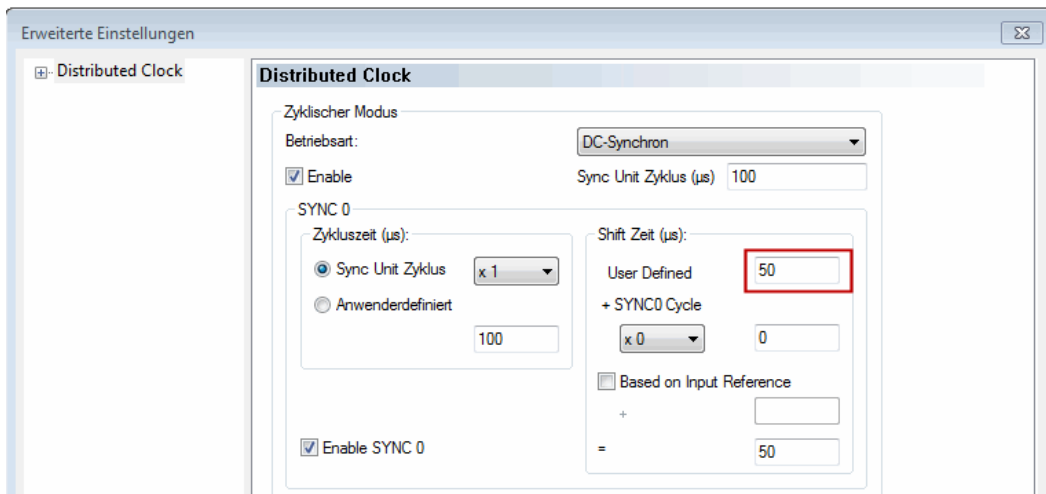 Erweiterte Einstellungen
Distributed Clock
Distributed Clock
Zyklischer Modus
Betriebsart:
DC-Synchron
Enable
Sync Unit Zyklus (µs)
100
SYNC 0
Zykluszeit (µs):
Sync Unit Zyklus
x 1
Anwenderdefiniert
100
Enable SYNC 0
Shift Zeit (µs):
User Defined
50
+ SYNC0 Cycle
x 0
0
Based on Input Reference
+
=
50